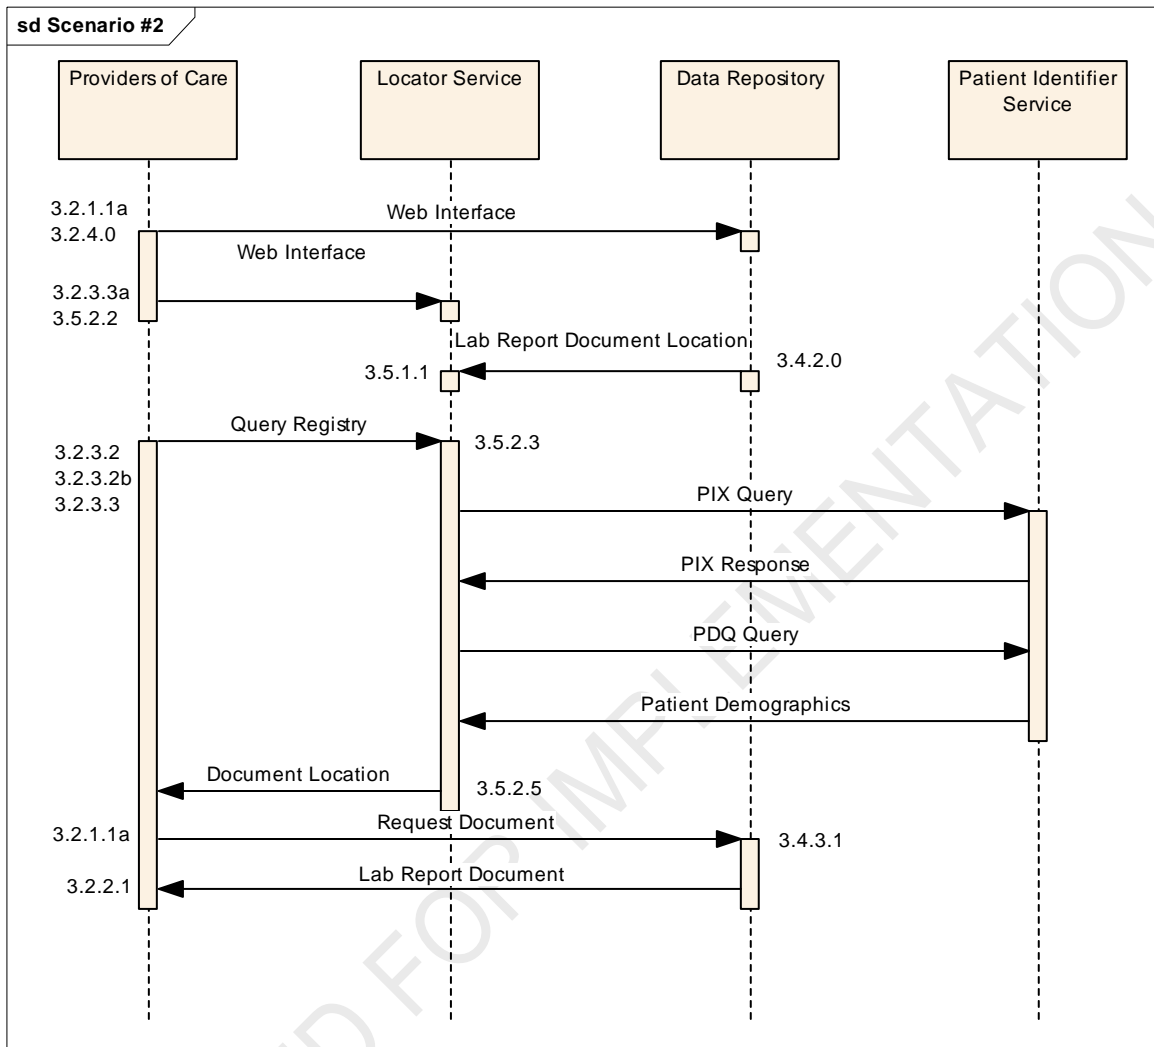 sd Scenario #2
Providers of Care
Locator Service
Data Repository
Patient Identifier
Service
3.2.1.1a
3.2.4.0
Web Interface
Web Interface
3.2.3.3a
3.5.2.2
Lab Report Document Location
3.5.1.1
3.4.2.0
Query Registry
3.2.3.2
3.2.3.2b
3.2.3.3
3.5.2.3
PIX Query
PIX Response
PDQ Query
Patient Demographics
Document Location
3.5.2.5
3.2.1.1a
Request Document
3.4.3.1
3.2.2.1
Lab Report Document
FOR IMPLEMENTATION